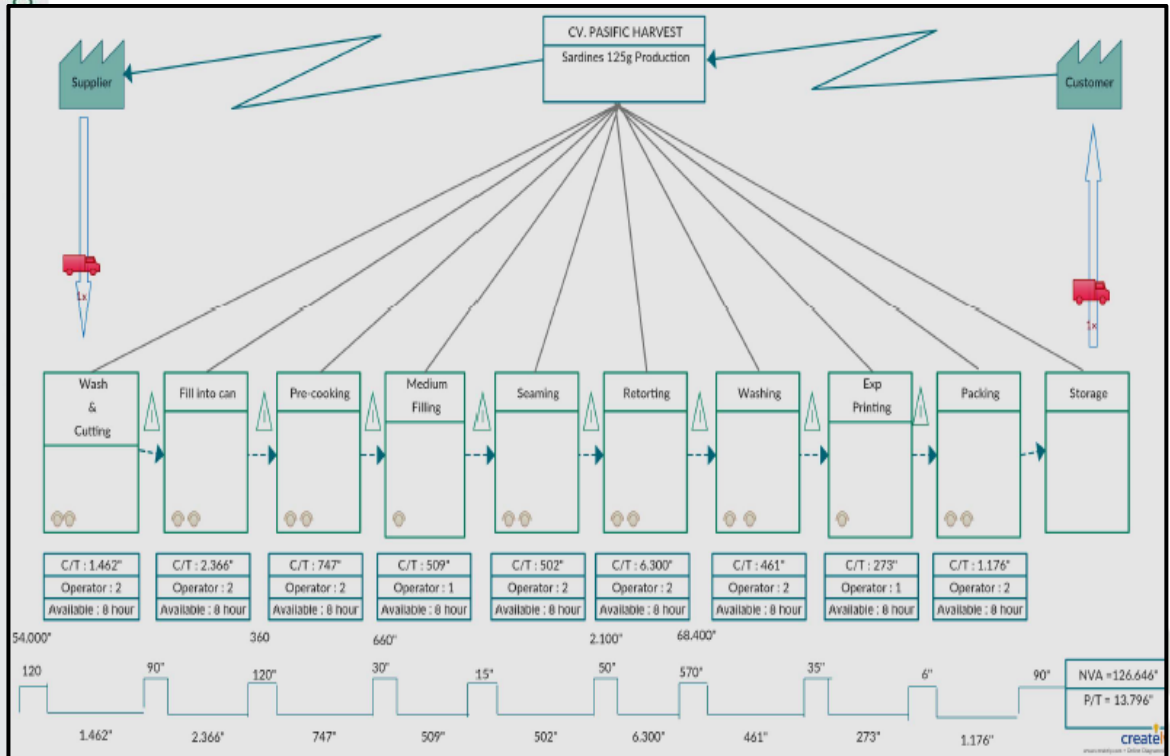 CV. PASIFIC HARVEST
Sardines 125g Production
Supplier
Customer
1x
1x
Wash
&
Cutting
Fill into can
Pre-cooking
Medium
Filling
Seaming
Retorting
Washing
Exp
Printing
Packing
Storage
C/T : 1.462" C/T : 2.366" C/T : 747" C/T : 509" C/T : 502" C/T : 6.300" C/T : 461" C/T : 273" C/T : 1.176"
Operator : 2 Operator : 2 Operator : 2 Operator : 1 Operator : 2 Operator : 2 Operator : 2 Operator : 1 Operator : 2
Available : 8 hour Available : 8 hour Available : 8 hour Available : 8 hour Available : 8 hour Available : 8 hour Available : 8 hour Available : 8 hour Available : 8 hour
54.000" 360 660" 2.100" 68.400"
120 90" 120" 30" 15" 50" 570" 35" 6" 90"
NVA =126.646"
P/T = 13.796"
1.462" 2.366" 747" 509" 502" 6.300" 461" 273" 1.176"